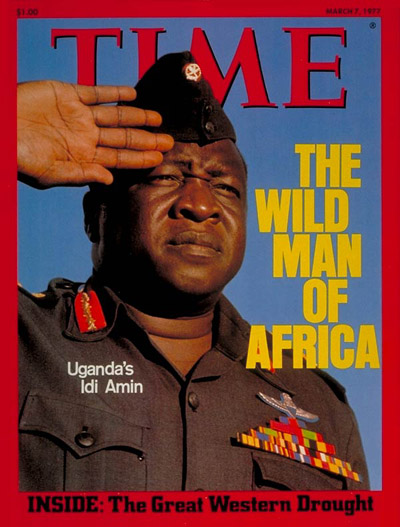 $1.00
MARCH 7, 1977
TIME
®
THE
WILD
MAN
OF
AFRICA
Uganda's
Idi Amin
INSIDE: The Great Western Drought